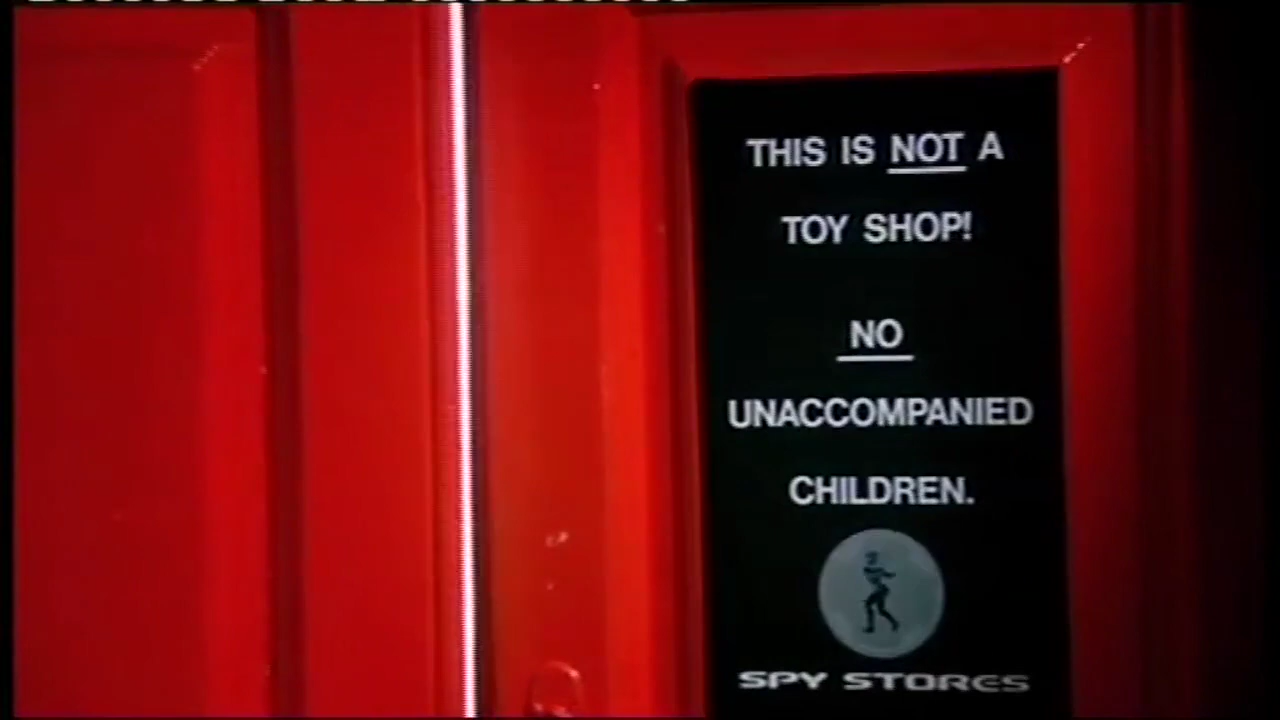 THIS IS NOT A
TOY SHOP!
NO
UNACCOMPANIED
CHILDREN.
SPY STORES